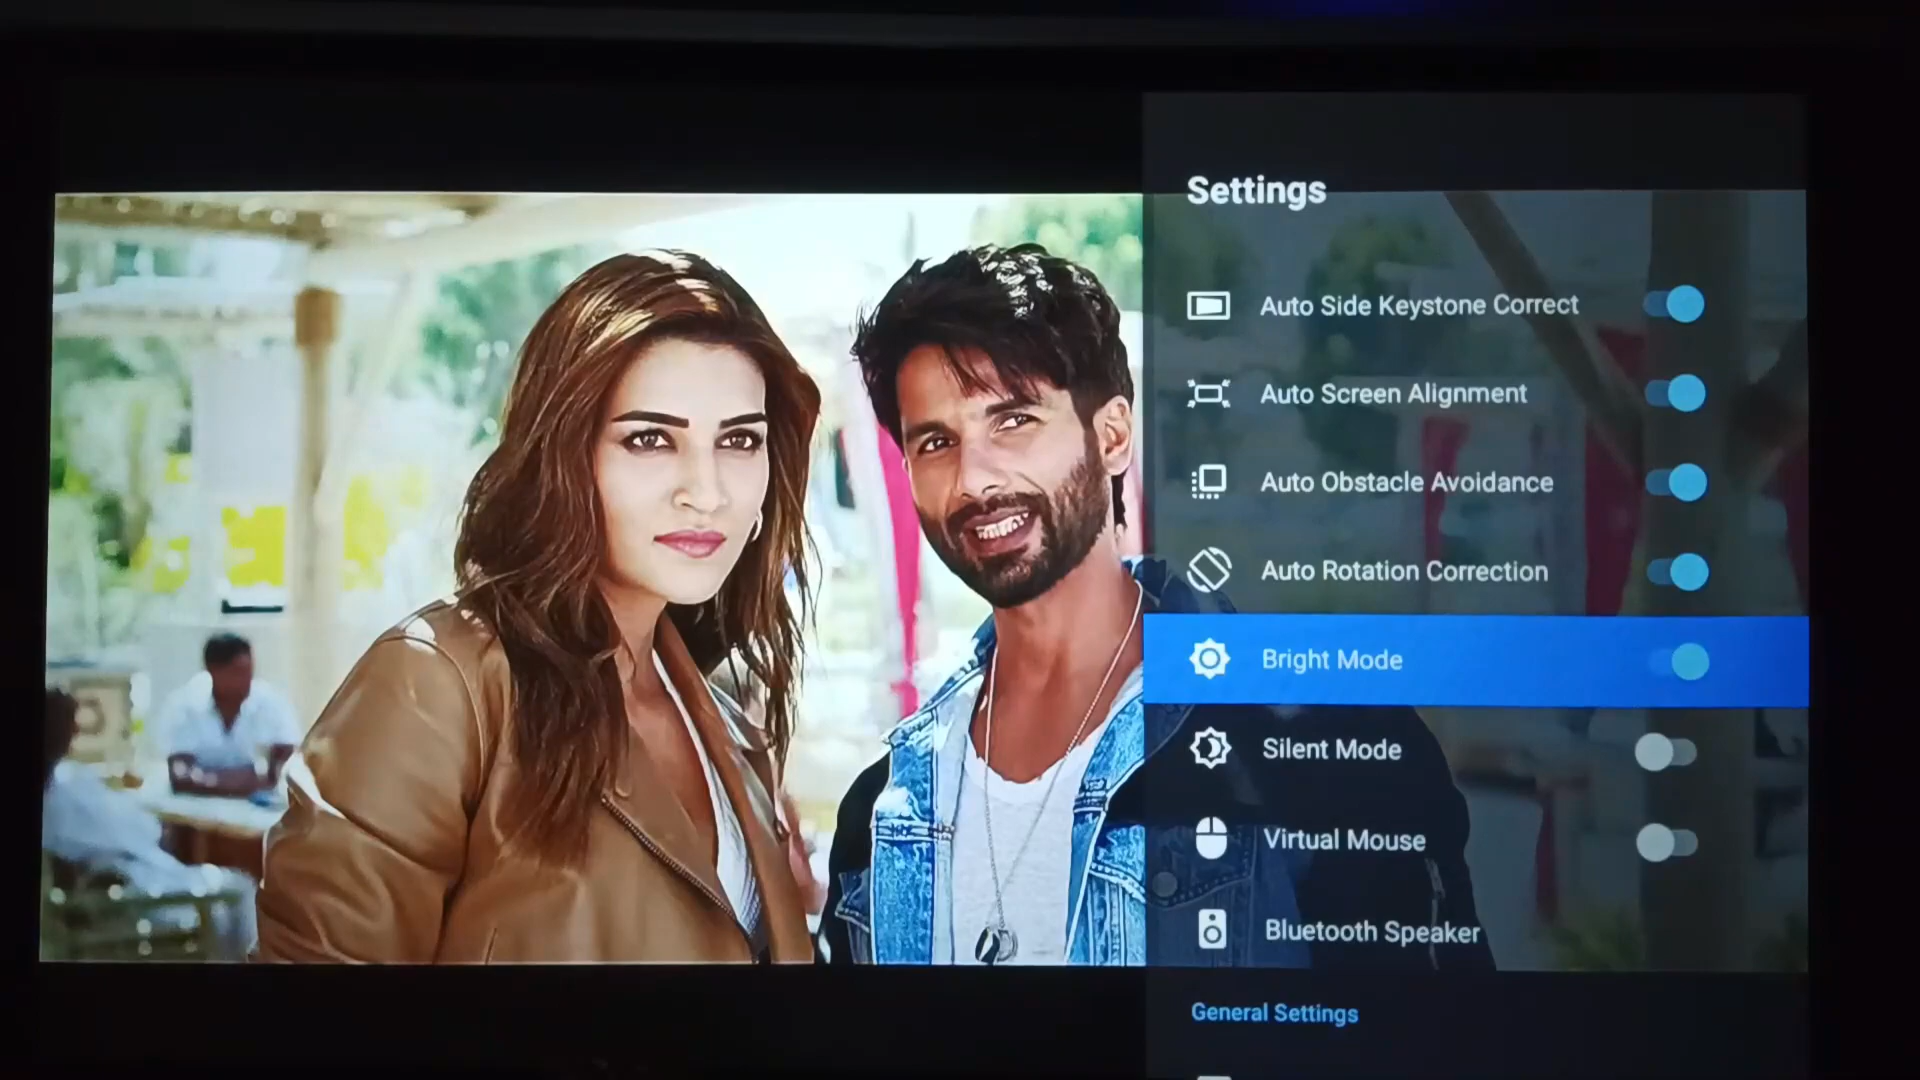 Settings
Auto Side Keystone Correct
Auto Screen Alignment
Auto Obstacle Avoidance
Auto Rotation Correction
Bright Mode
Silent Mode
Virtual Mouse
Bluetooth Speaker
General Settings